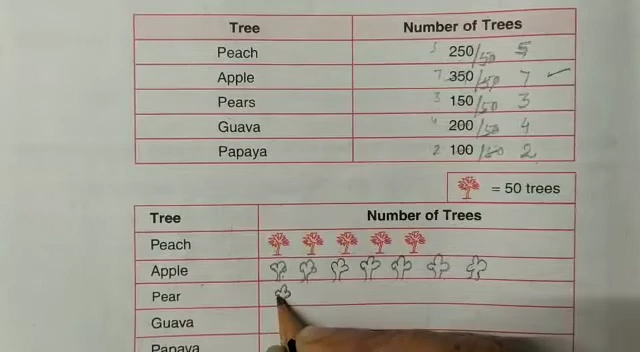 Tree Number of Trees
Peach 5 250/50 5
Apple 7 350/50 7
Pears 3 150/50 3
Guava 4 200/50 4
Papaya 2 100/50 2
= 50 trees
Tree Number of Trees
Peach
Apple
Pear
Guava
Papaya